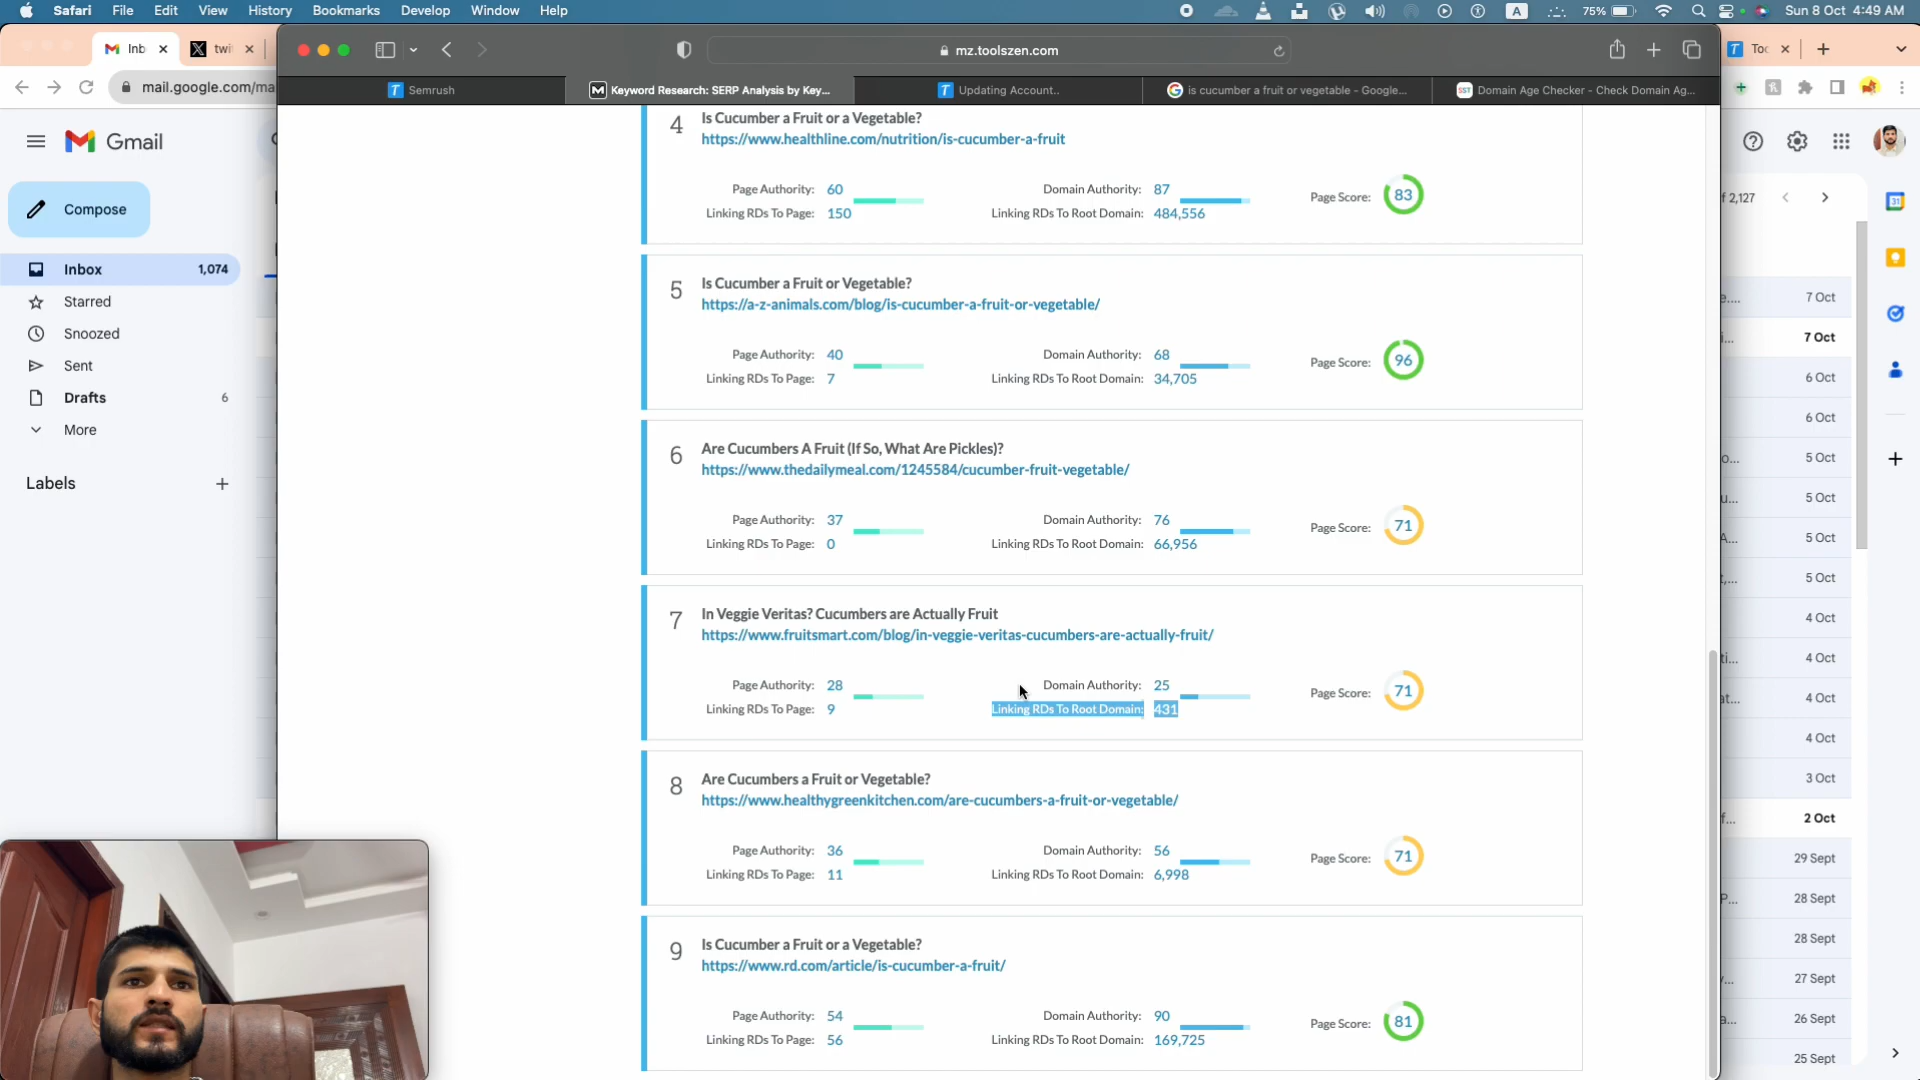 Safari File Edit View History Bookmarks Develop Window Help
A 75% Sun 8 Oct 4:49 AM
Inb
twi
mz.toolszen.com
Toc
mail.google.com/ma
Semrush
Keyword Research: SERP Analysis by Key...
Updating Account..
is cucumber a fruit or vegetable - Google...
SST Domain Age Checker - Check Domain Ag...
Gmail
Compose
Inbox 1,074
Starred
Snoozed
Sent
Drafts 6
More
Labels
4 Is Cucumber a Fruit or a Vegetable?
https://www.healthline.com/nutrition/is-cucumber-a-fruit
Page Authority: 60 Domain Authority: 87 Page Score: 83
Linking RDs To Page: 150 Linking RDs To Root Domain: 484,556
5 Is Cucumber a Fruit or Vegetable?
https://a-z-animals.com/blog/is-cucumber-a-fruit-or-vegetable/
Page Authority: 40 Domain Authority: 68 Page Score: 96
Linking RDs To Page: 7 Linking RDs To Root Domain: 34,705
6 Are Cucumbers A Fruit (If So, What Are Pickles)?
https://www.thedailymeal.com/1245584/cucumber-fruit-vegetable/
Page Authority: 37 Domain Authority: 76 Page Score: 71
Linking RDs To Page: 0 Linking RDs To Root Domain: 66,956
7 In Veggie Veritas? Cucumbers are Actually Fruit
https://www.fruitsmart.com/blog/in-veggie-veritas-cucumbers-are-actually-fruit/
Page Authority: 28 Domain Authority: 25 Page Score: 71
Linking RDs To Page: 9 Linking RDs To Root Domain: 431
8 Are Cucumbers a Fruit or Vegetable?
https://www.healthygreenkitchen.com/are-cucumbers-a-fruit-or-vegetable/
Page Authority: 36 Domain Authority: 56 Page Score: 71
Linking RDs To Page: 11 Linking RDs To Root Domain: 6,998
9 Is Cucumber a Fruit or a Vegetable?
https://www.rd.com/article/is-cucumber-a-fruit/
Page Authority: 54 Domain Authority: 90 Page Score: 81
Linking RDs To Page: 56 Linking RDs To Root Domain: 169,725
f 2,127
31
7 Oct
7 Oct
6 Oct
6 Oct
5 Oct
5 Oct
5 Oct
5 Oct
4 Oct
4 Oct
4 Oct
4 Oct
3 Oct
2 Oct
29 Sept
28 Sept
28 Sept
27 Sept
26 Sept
25 Sept